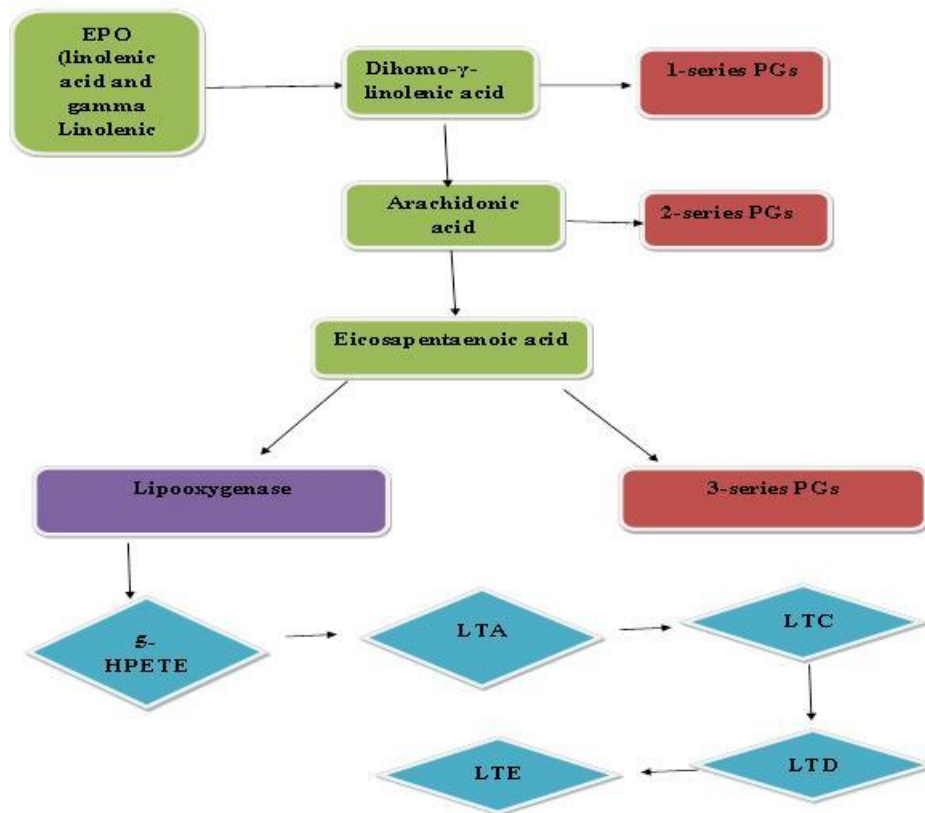 EPO
(linolenic
acid and
gamma
Linolenic
Dihomo-γ-
linolenic acid
1-series PGs
Arachidonic
acid
2-series PGs
Eicosapentaenoic acid
Lipooxygenase
3-series PGs
5-
HPETE
LTA
LTC
LTE
LTD